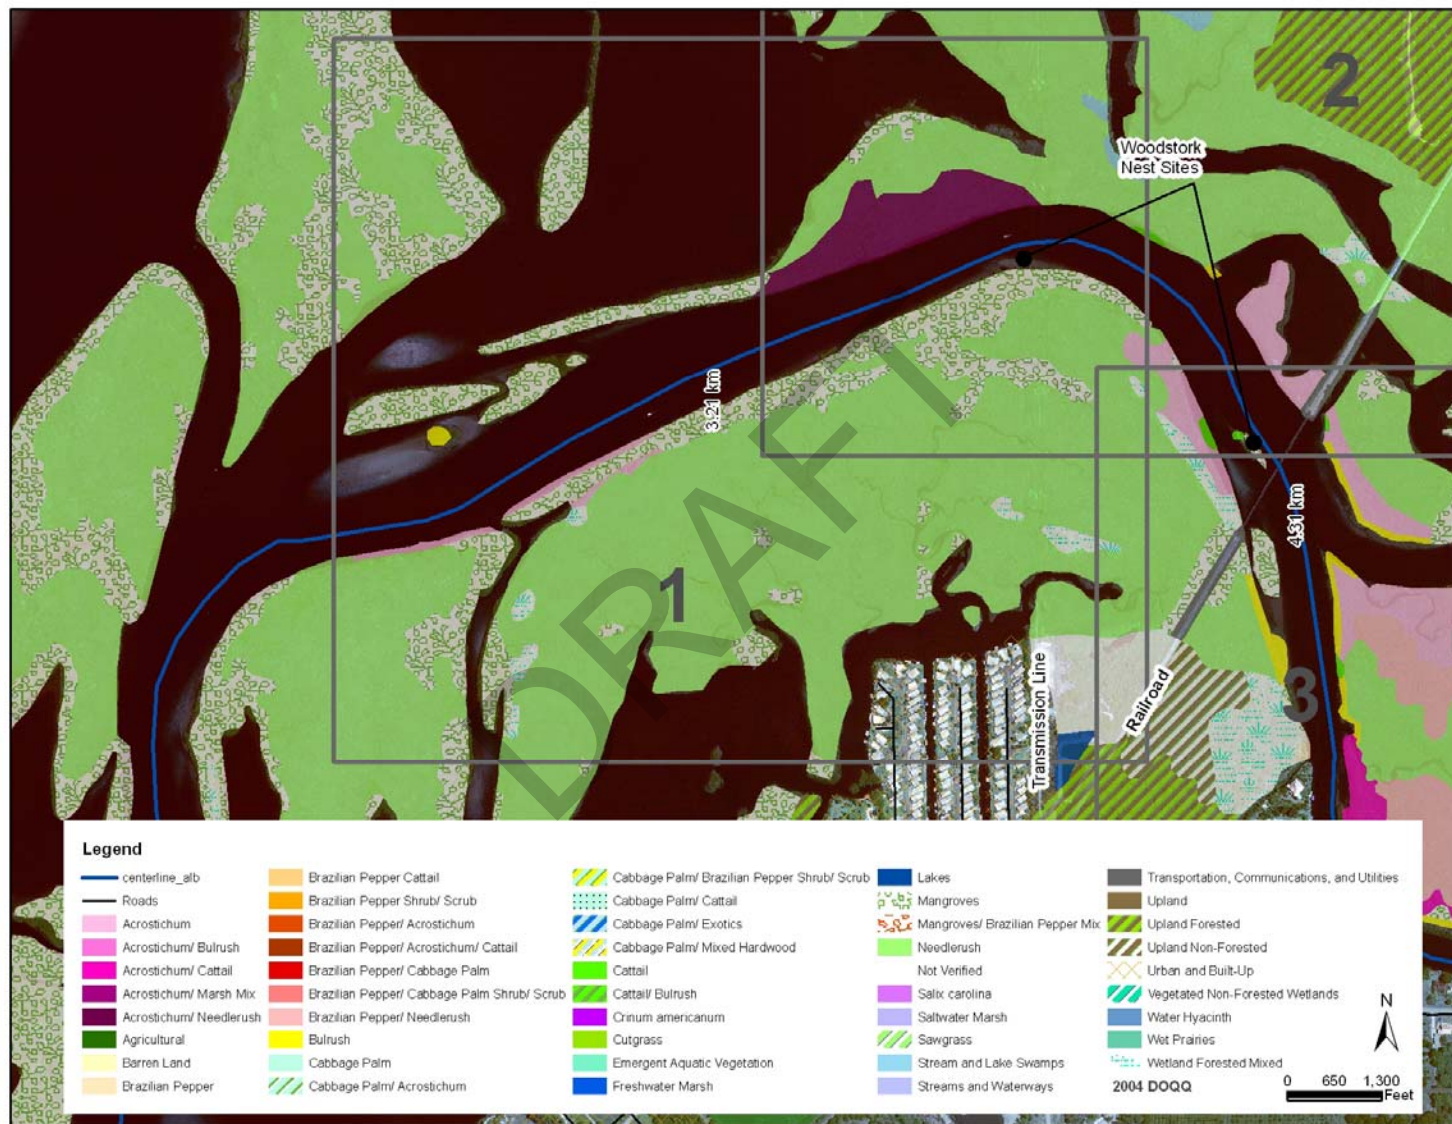 2
Woodstork
Nest Sites
3.21 km
4.31 km
1
DRAFT
3
Transmission Line
Railroad
Legend
centerline_alb
Roads
Acrostichum
Acrostichum/ Bulrush
Acrostichum/ Cattail
Acrostichum/ Marsh Mix
Acrostichum/ Needlerush
Agricultural
Barren Land
Brazilian Pepper
Brazilian Pepper Cattail
Brazilian Pepper Shrub/ Scrub
Brazilian Pepper/ Acrostichum
Brazilian Pepper/ Acrostichum/ Cattail
Brazilian Pepper/ Cabbage Palm
Brazilian Pepper/ Cabbage Palm Shrub/ Scrub
Brazilian Pepper/ Needlerush
Bulrush
Cabbage Palm
Cabbage Palm/ Acrostichum
Cabbage Palm/ Brazilian Pepper Shrub/ Scrub
Cabbage Palm/ Cattail
Cabbage Palm/ Exotics
Cabbage Palm/ Mixed Hardwood
Cattail
Cattail/ Bulrush
Crinum americanum
Cutgrass
Emergent Aquatic Vegetation
Freshwater Marsh
Lakes
Mangroves
Mangroves/ Brazilian Pepper Mix
Needlerush
Not Verified
Salix carolina
Saltwater Marsh
Sawgrass
Stream and Lake Swamps
Streams and Waterways
Transportation, Communications, and Utilities
Upland
Upland Forested
Upland Non-Forested
Urban and Built-Up
Vegetated Non-Forested Wetlands
Water Hyacinth
Wet Prairies
Wetland Forested Mixed
2004 DOQQ
N
0 650 1,300
Feet